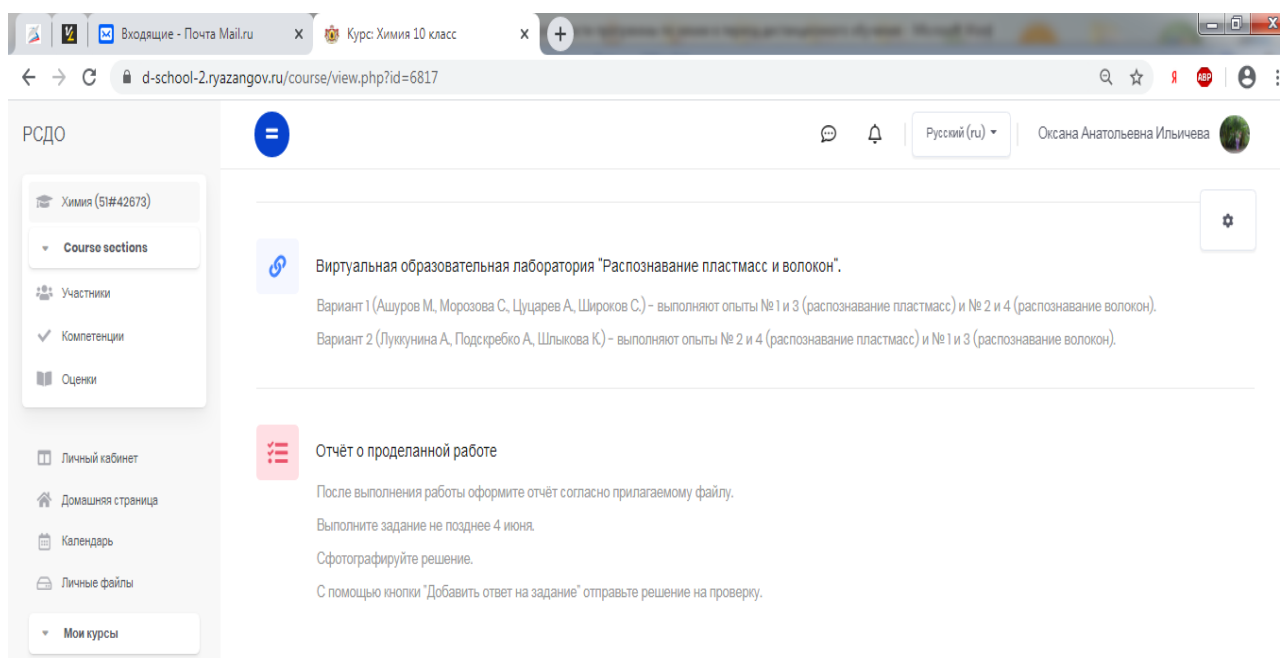 Входящие - Почта Mail.ru
Курс: Химия 10 класс
d-school-2.ryazangov.ru/course/view.php?id=6817
Я
ABP
РСДО
Русский (ru)
Оксана Анатольевна Ильичева
Химия (51#42673)
Course sections
Участники
Компетенции
Оценки
Личный кабинет
Домашняя страница
Календарь
Личные файлы
Мои курсы
Виртуальная образовательная лаборатория "Распознавание пластмасс и волокон".
Вариант 1 (Ашуров М., Морозова С., Цуцарев А., Широков С.) – выполняют опыты № 1 и 3 (распознавание пластмасс) и № 2 и 4 (распознавание волокон).
Вариант 2 (Луккунина А., Подскребко А., Шлыкова К.) – выполняют опыты № 2 и 4 (распознавание пластмасс) и № 1 и 3 (распознавание волокон).
Отчёт о проделанной работе
После выполнения работы оформите отчёт согласно прилагаемому файлу.
Выполните задание не позднее 4 июня.
Сфотографируйте решение.
С помощью кнопки "Добавить ответ на задание" отправьте решение на проверку.